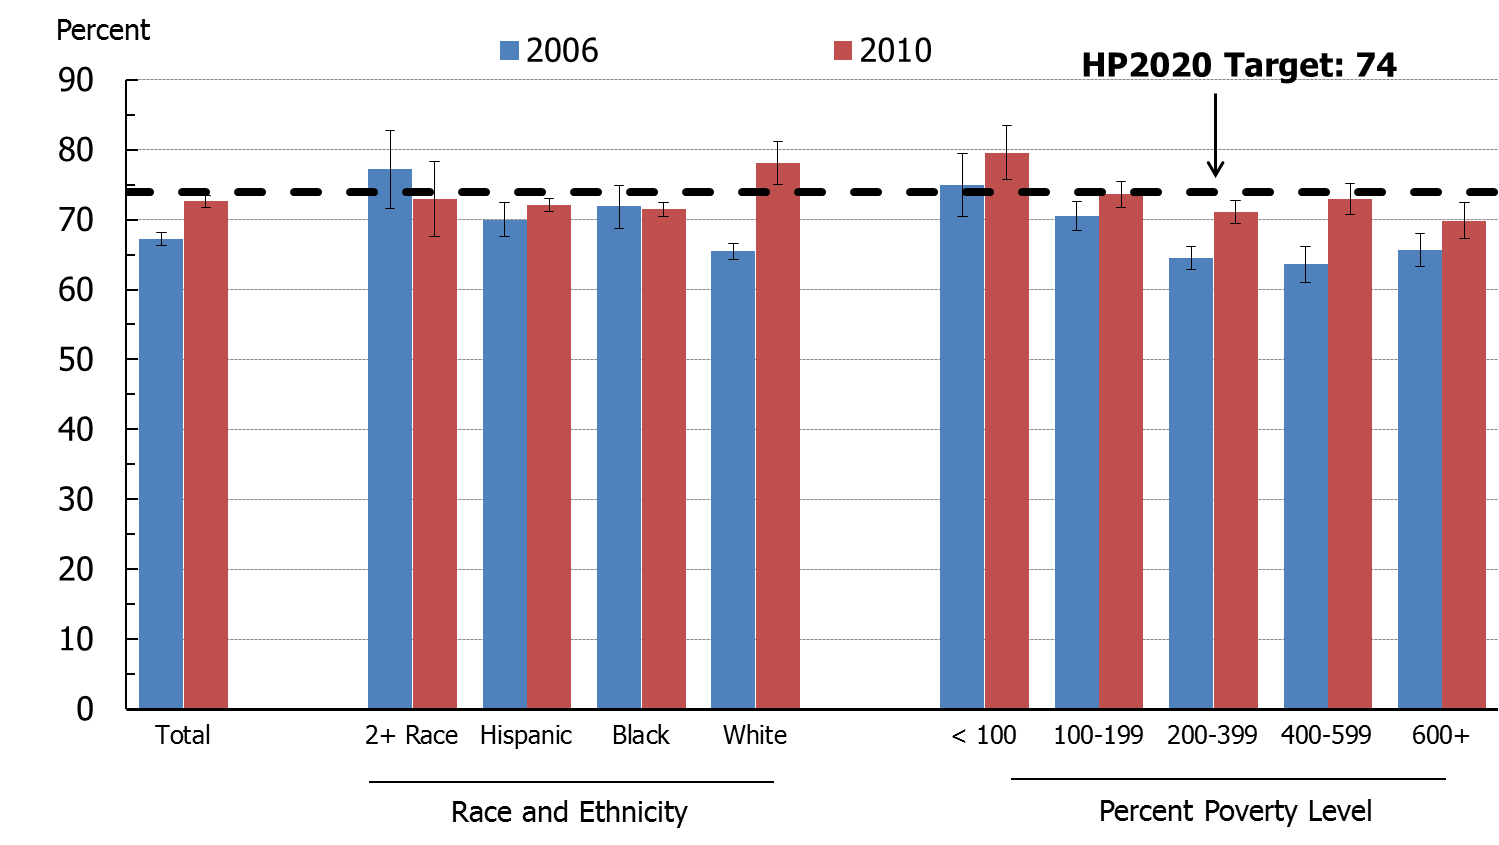 Percent
2006 2010
HP2020 Target: 74
90
80
70
60
50
40
30
20
10
0
Total 2+ Race Hispanic Black White < 100 100-199 200-399 400-599 600+
Race and Ethnicity Percent Poverty Level